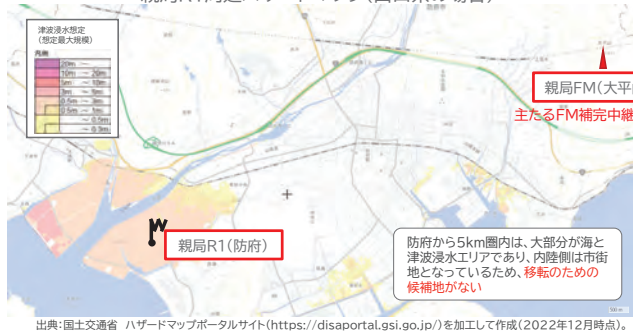 津波浸水想定
(想定最大規模)
凡例
20m ～
10m ～ 20m
5m ～ 10m
3m ～ 5m
0.5m ～ 3m
0.5m ～ 1m
～ 0.5m
～ 0.3m
親局FM(大平
主たるFM補完中継
親局R1(防府)
防府から5km圏内は、大部分が海と
津波浸水エリアであり、内陸側は市街
地となっているため、移転のための
候補地がない
500 m
出典:国土交通省 ハザードマップポータルサイト(https://disaportal.gsi.go.jp/)を加工して作成(2022年12月時点)。